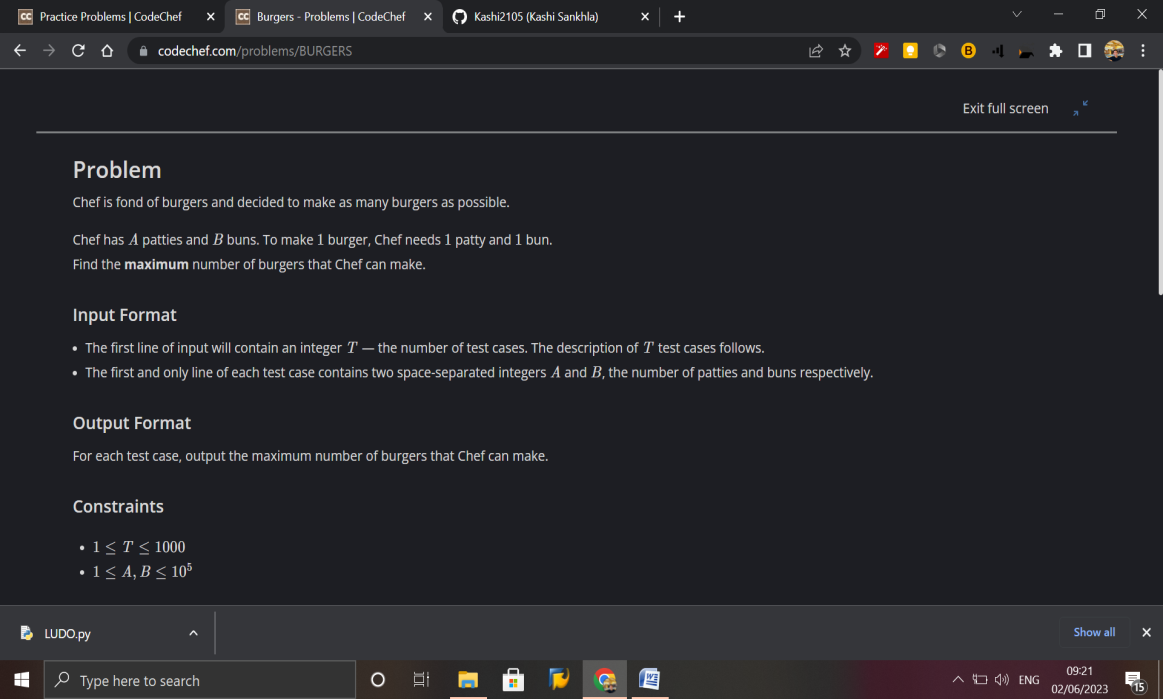 Practice Problems | CodeChef
Burgers - Problems | CodeChef
Kashi2105 (Kashi Sankhla)
codechef.com/problems/BURGERS
Exit full screen
Problem
Chef is fond of burgers and decided to make as many burgers as possible.
Chef has A patties and B buns. To make 1 burger, Chef needs 1 patty and 1 bun.
Find the maximum number of burgers that Chef can make.
Input Format
• The first line of input will contain an integer T — the number of test cases. The description of T test cases follows.
• The first and only line of each test case contains two space-separated integers A and B, the number of patties and buns respectively.
Output Format
For each test case, output the maximum number of burgers that Chef can make.
Constraints
• 1 ≤ T ≤ 1000
• 1 ≤ A, B ≤ 10⁵
LUDO.py
Show all
Type here to search
ENG
09:21
02/06/2023
15